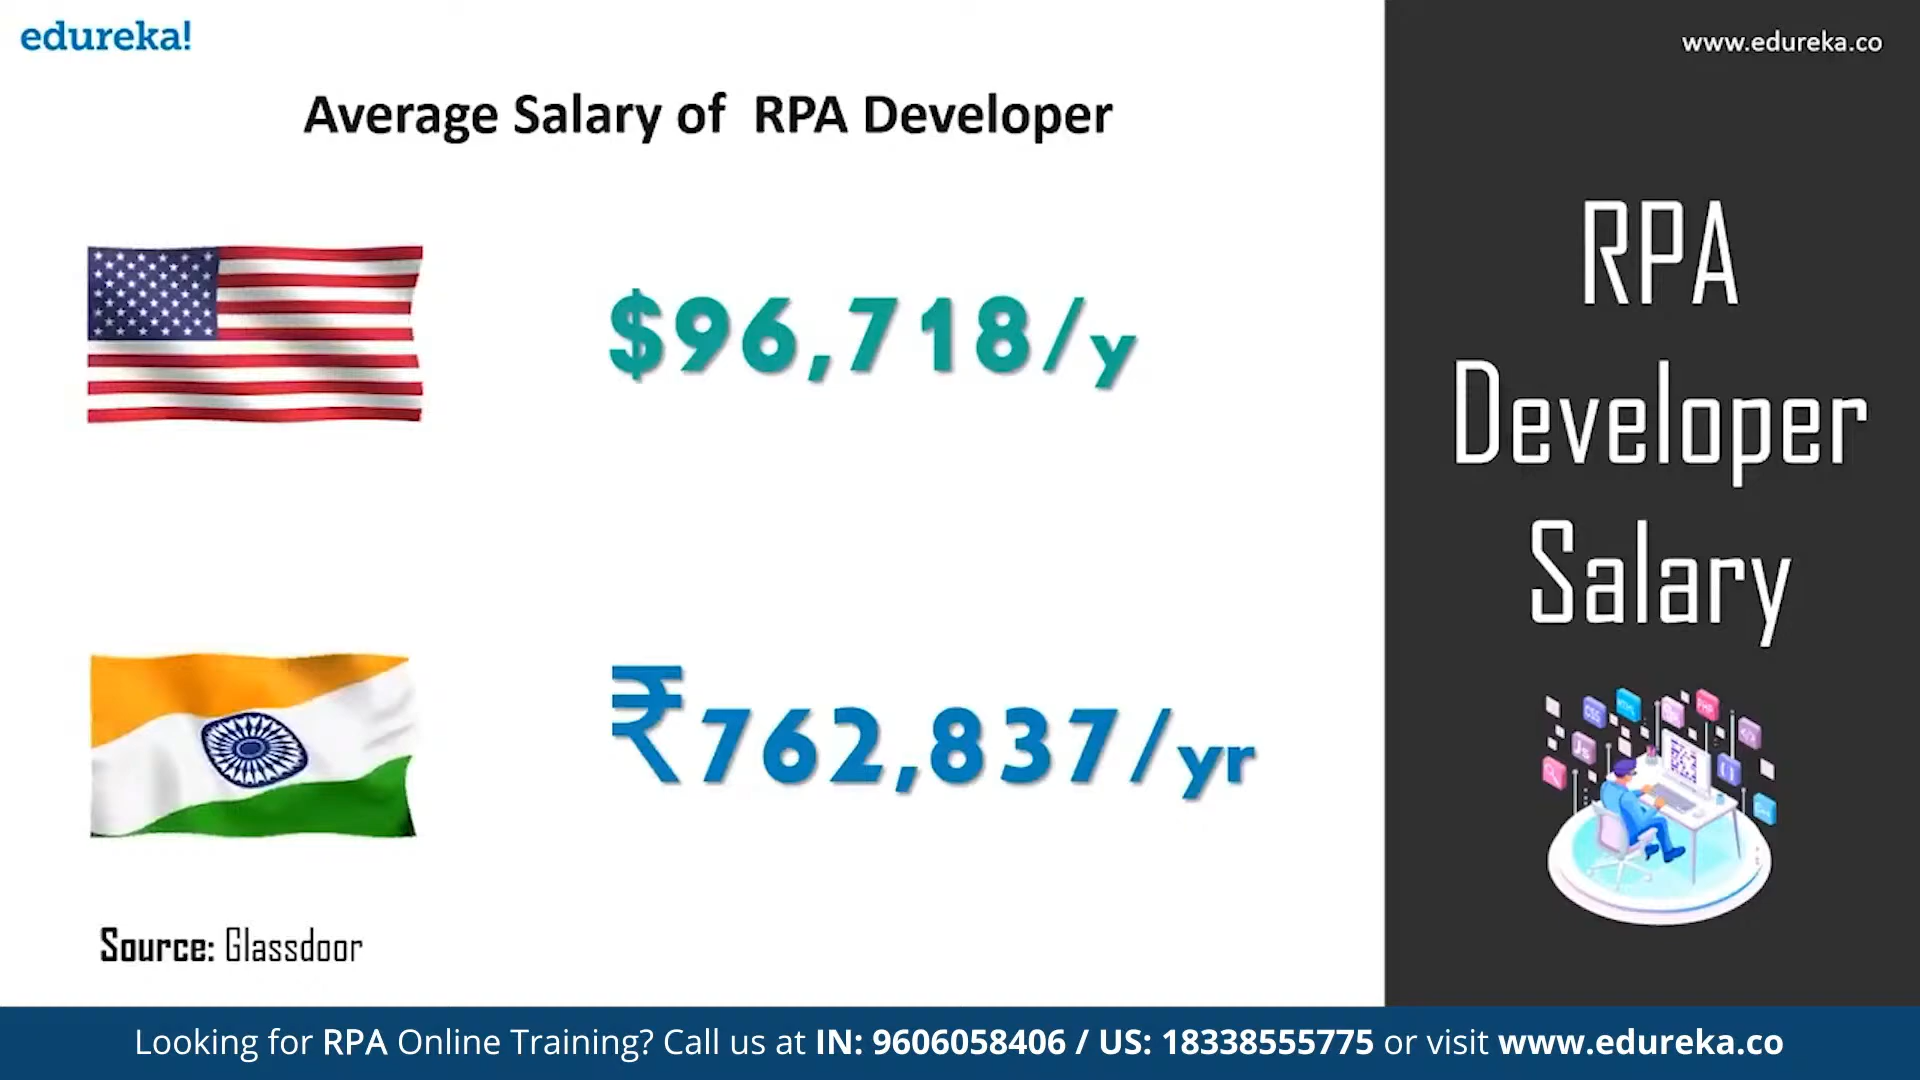 edureka!
www.edureka.co
Average Salary of RPA Developer
$96,718/y
₹762,837/yr
Source: Glassdoor
RPA
Developer
Salary
Looking for RPA Online Training? Call us at IN: 9606058406 / US: 18338555775 or visit www.edureka.co